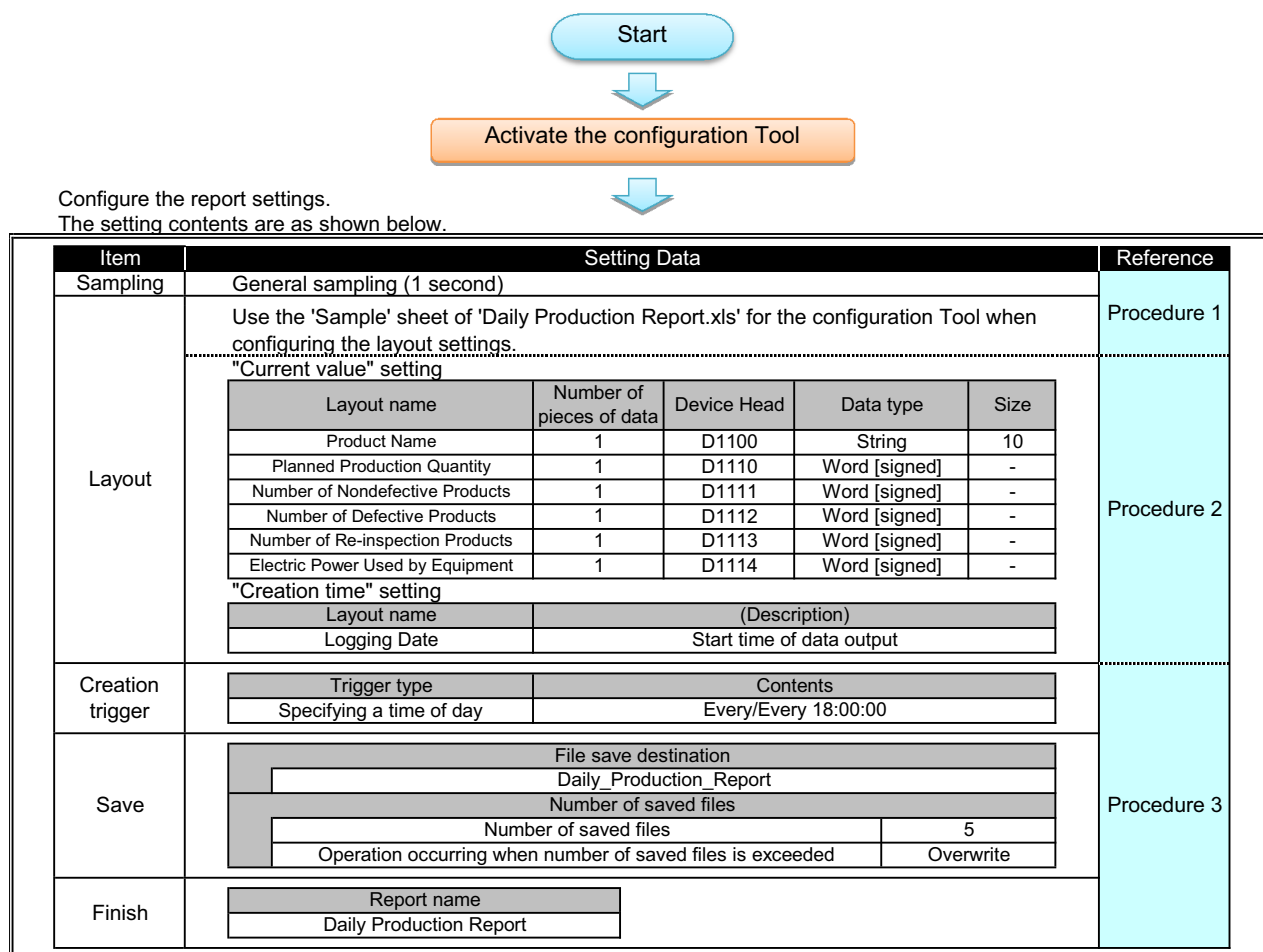 Start
Activate the configuration Tool
Configure the report settings.
The setting contents are as shown below.
Item Setting Data Reference
Sampling General sampling (1 second)
Procedure 1
Layout
Use the 'Sample' sheet of 'Daily Production Report.xls' for the configuration Tool when
configuring the layout settings.
"Current value" setting
Layout name Number of pieces of data Device Head Data type Size
Product Name 1 D1100 String 10
Planned Production Quantity 1 D1110 Word [signed] -
Number of Nondefective Products 1 D1111 Word [signed] -
Number of Defective Products 1 D1112 Word [signed] -
Number of Re-inspection Products 1 D1113 Word [signed] -
Electric Power Used by Equipment 1 D1114 Word [signed] -
Procedure 2
"Creation time" setting
Layout name (Description)
Logging Date Start time of data output
Creation
trigger
Trigger type Contents
Specifying a time of day Every/Every 18:00:00
Save
File save destination
Daily_Production_Report
Number of saved files
Number of saved files 5
Operation occurring when number of saved files is exceeded Overwrite
Procedure 3
Finish
Report name
Daily Production Report